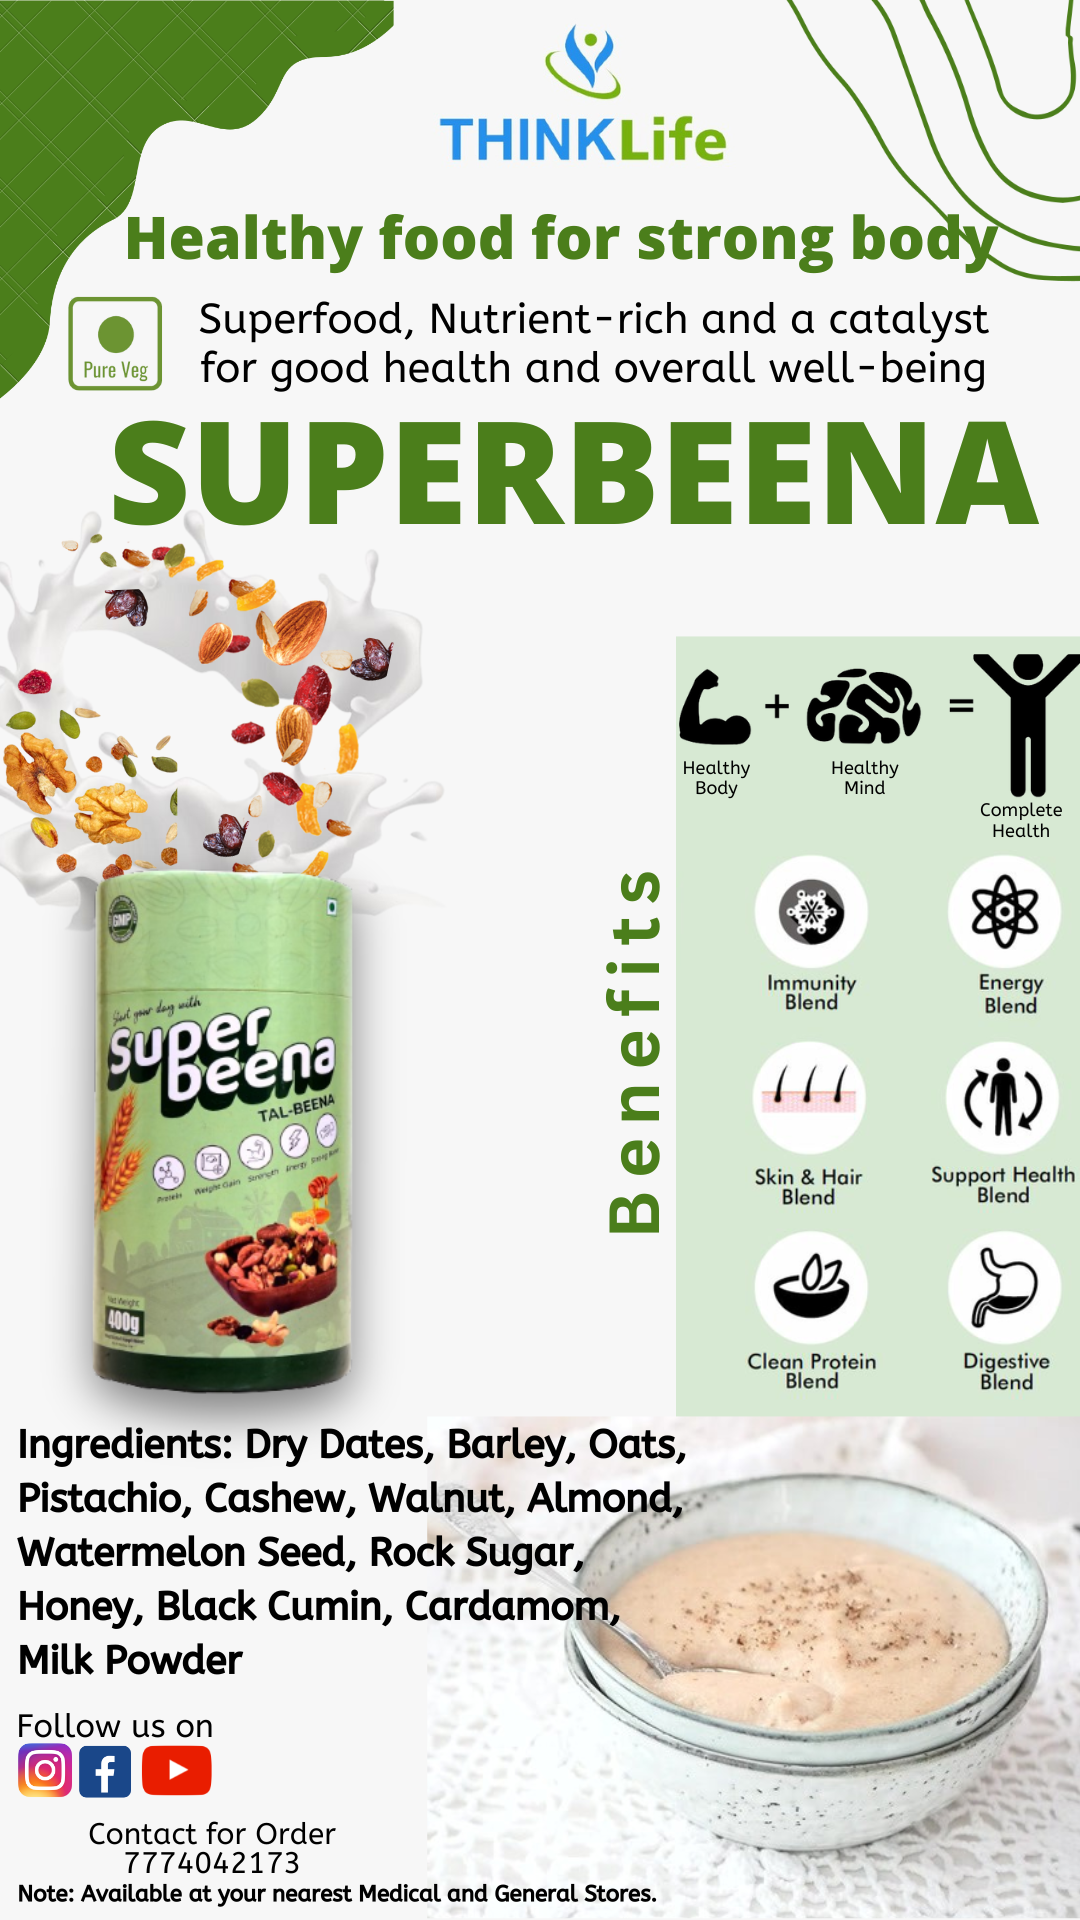 THINKLife
Healthy food for strong body
Pure Veg
Superfood, Nutrient-rich and a catalyst
for good health and overall well-being
SUPERBEENA
+
=
Healthy
Body
Healthy
Mind
Complete
Health
Benefits
Immunity
Blend
Energy
Blend
Skin & Hair
Blend
Support Health
Blend
Clean Protein
Blend
Digestive
Blend
GMP
Start your day with
Super
beena
TAL-BEENA
Protein
Weight Gain
Strength
Energy
Net Weight
400g
Ingredients: Dry Dates, Barley, Oats,
Pistachio, Cashew, Walnut, Almond,
Watermelon Seed, Rock Sugar,
Honey, Black Cumin, Cardamom,
Milk Powder
Follow us on
Contact for Order
7774042173
Note: Available at your nearest Medical and General Stores.